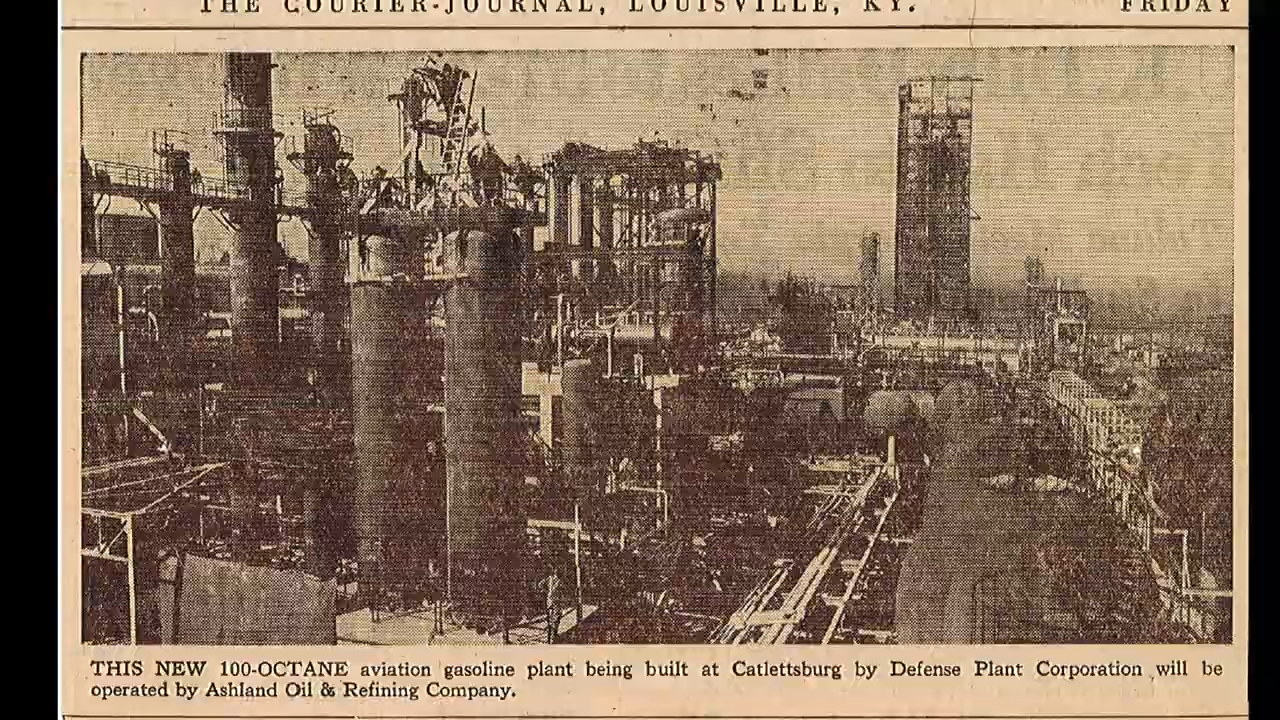 THE COURIER-JOURNAL, LOUISVILLE, KY. FRIDAY
THIS NEW 100-OCTANE aviation gasoline plant being built at Catlettsburg by Defense Plant Corporation will be
operated by Ashland Oil & Refining Company.